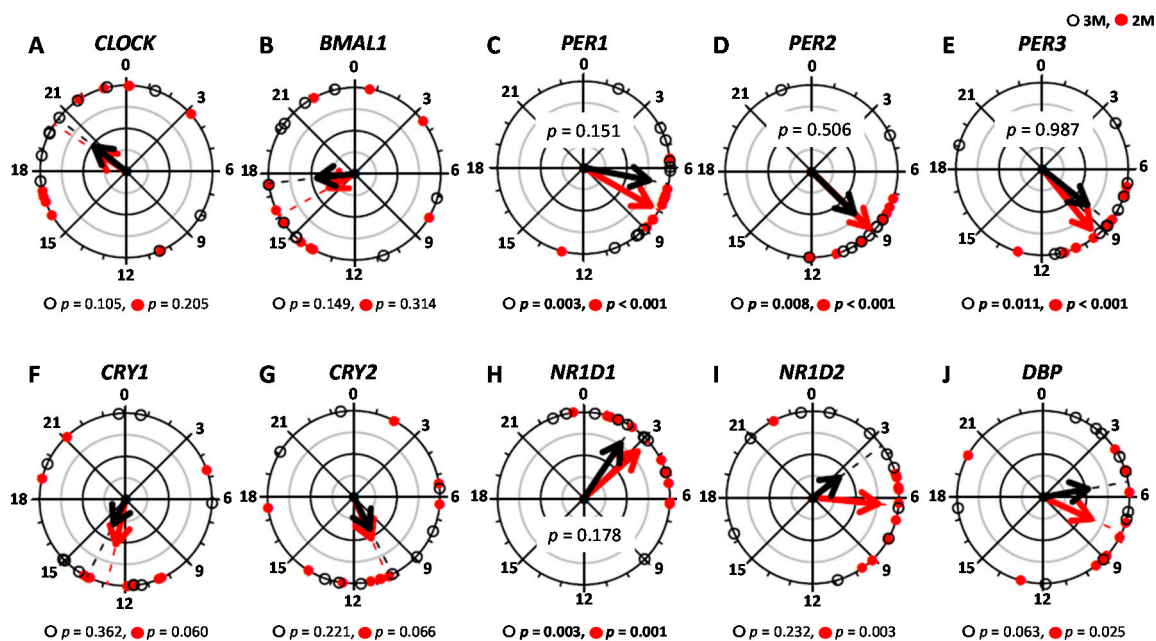 ○ 3M, ● 2M
A CLOCK
B BMAL1
C PER1
D PER2
E PER3
0 3 6 9 12 15 18 21
0 3 6 9 12 15 18
0 3 6 9 12 15 18 21
p = 0.151
0 3 6 9 12 15 18 21
p = 0.506
0 3 6 9 12 15 18 21
p = 0.987
○ p = 0.105, ● p = 0.205
○ p = 0.149, ● p = 0.314
○ p = 0.003, ● p < 0.001
○ p = 0.008, ● p < 0.001
○ p = 0.011, ● p < 0.001
F CRY1
G CRY2
H NR1D1
I NR1D2
J DBP
0 3 6 9 12 15 18 21
0 3 6 9 12 15 18 21
0 3 6 9 12 15 18 21
p = 0.178
0 3 6 9 12 15 18 21
0 3 6 9 12 15 18 21
○ p = 0.362, ● p = 0.060
○ p = 0.221, ● p = 0.066
○ p = 0.003, ● p = 0.001
○ p = 0.232, ● p = 0.003
○ p = 0.063, ● p = 0.025